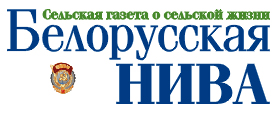 Сельская газета о сельской жизни
Белорусская
НИВА